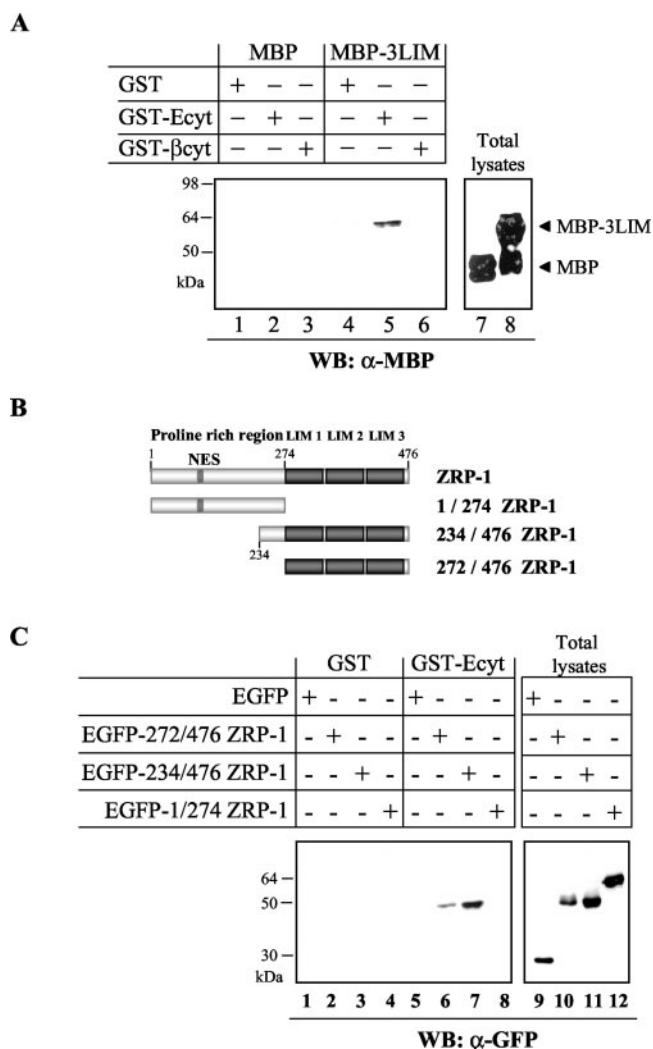 A
MBP MBP-3LIM
GST + – – + – –
GST-Ecyt – + – – + –
GST-βcyt – – + – – +
Total
lysates
98
64
50
kDa
MBP-3LIM
MBP
1 2 3 4 5 6 7 8
WB: α-MBP
B
Proline rich region LIM 1 LIM 2 LIM 3
1 274 476
NES
ZRP-1
1 / 274 ZRP-1
234 / 476 ZRP-1
234
272 / 476 ZRP-1
C
GST GST-Ecyt Total
lysates
EGFP + - - - + - - - + - - -
EGFP-272/476 ZRP-1 - + - - - + - - - + - -
EGFP-234/476 ZRP-1 - - + - - - + - - - + -
EGFP-1/274 ZRP-1 - - - + - - - + - - - +
64
50
30
kDa
1 2 3 4 5 6 7 8 9 10 11 12
WB: α-GFP